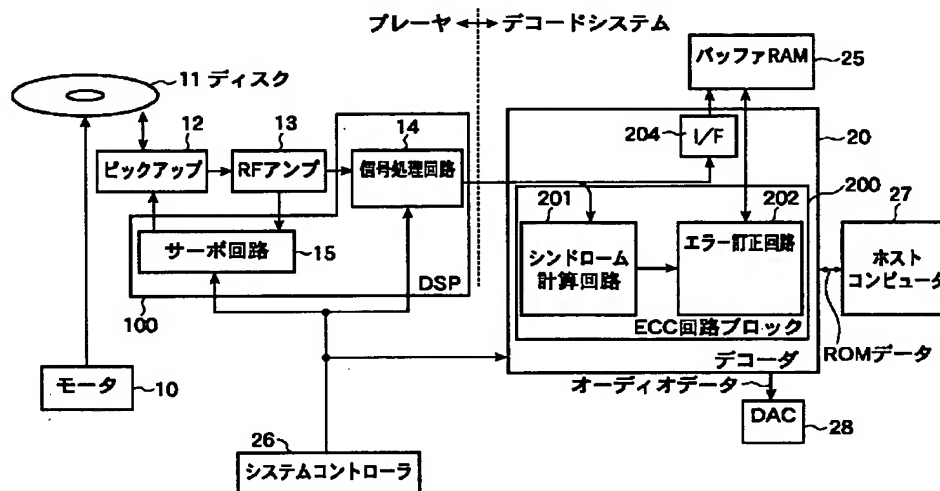 プレーヤ
デコードシステム
バッファRAM
25
11 ディスク
12
13
14
204
I/F
20
ピックアップ
RFアンプ
信号処理回路
200
201
202
27
サーボ回路
15
シンドローム
計算回路
エラー訂正回路
ホスト
コンピュータ
DSP
100
ECC回路ブロック
デコーダ
ROMデータ
モータ
10
オーディオデータ
DAC
28
26
システムコントローラ